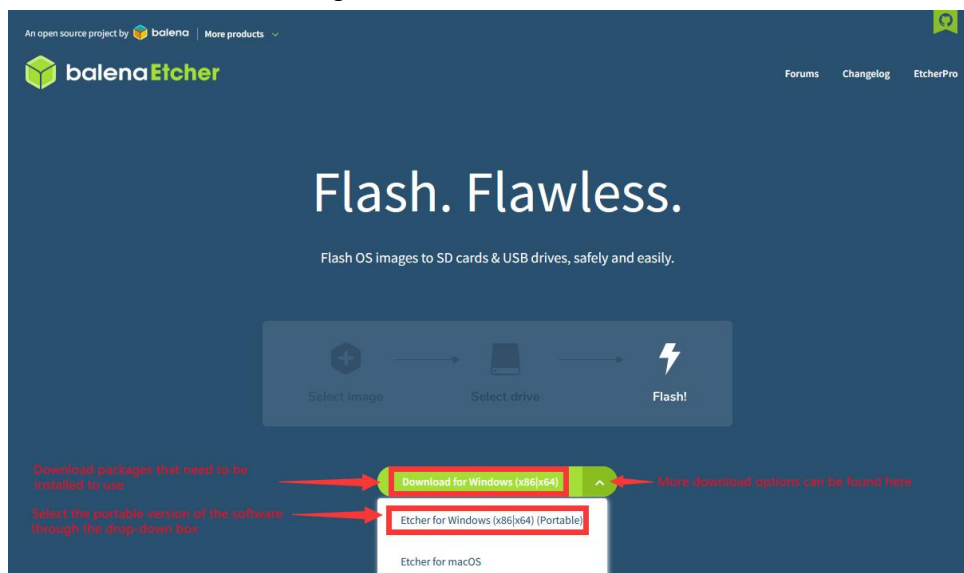 An open source project by balena | More products
balenaEtcher
Forums Changelog EtcherPro
Flash. Flawless.
Flash OS images to SD cards & USB drives, safely and easily.
Select image Select drive Flash!
Download packages that need to be
installed to use
Download for Windows (x86|x64)
More download options can be found here
Select the portable version of the software
through the drop-down box
Etcher for Windows (x86|x64) (Portable)
Etcher for macOS